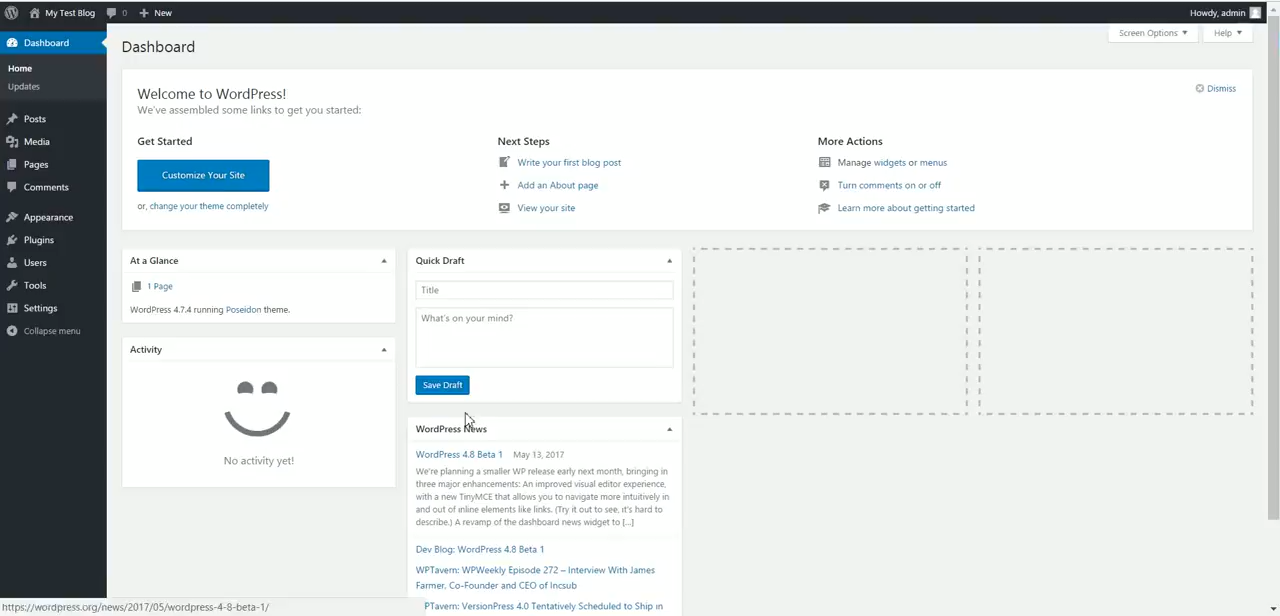 My Test Blog 0 New Howdy, admin
Dashboard
Home
Updates
Posts
Media
Pages
Comments
Appearance
Plugins
Users
Tools
Settings
Collapse menu
Dashboard
Screen Options Help
Welcome to WordPress!
We've assembled some links to get you started:
Dismiss
Get Started
Customize Your Site
or, change your theme completely
Next Steps
Write your first blog post
Add an About page
View your site
More Actions
Manage widgets or menus
Turn comments on or off
Learn more about getting started
At a Glance
1 Page
WordPress 4.7.4 running Poseidon theme.
Activity
No activity yet!
Quick Draft
Title
What's on your mind?
Save Draft
WordPress News
WordPress 4.8 Beta 1 May 13, 2017
We're planning a smaller WP release early next month, bringing in
three major enhancements: An improved visual editor experience,
with a new TinyMCE that allows you to navigate more intuitively in
and out of inline elements like links. (Try it out to see, it's hard to
describe.) A revamp of the dashboard news widget to [...]
Dev Blog: WordPress 4.8 Beta 1
WPTavern: WPWeekly Episode 272 – Interview With James
Farmer, Co-Founder and CEO of Incsub
WPTavern: VersionPress 4.0 Tentatively Scheduled to Ship in
https://wordpress.org/news/2017/05/wordpress-4-8-beta-1/